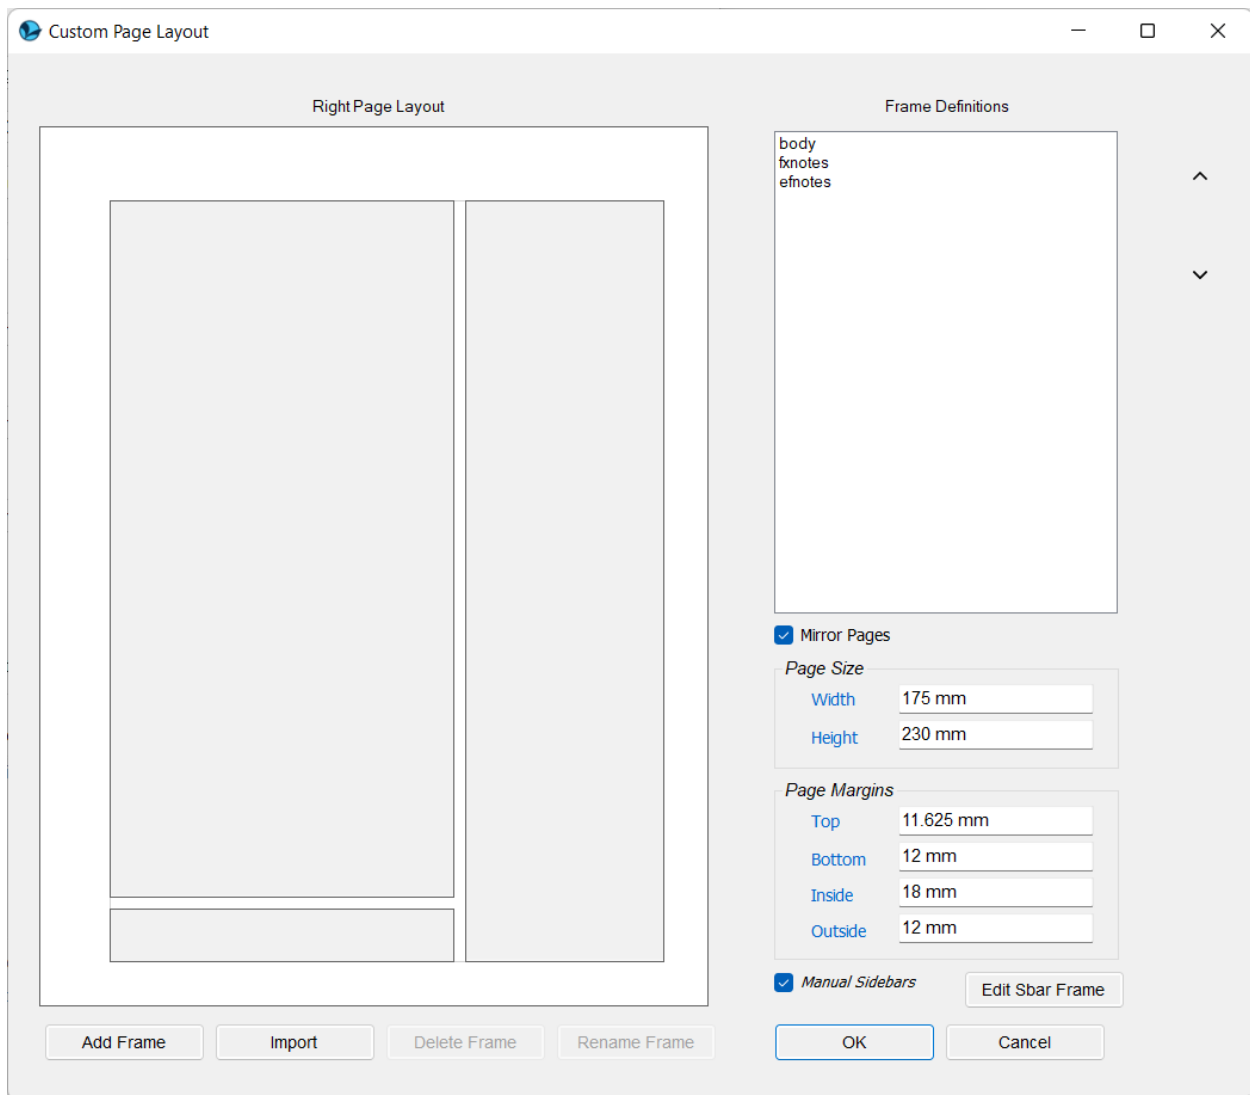 Custom Page Layout
Right Page Layout
Frame Definitions
body
fxnotes
efnotes
Mirror Pages
Page Size
Width 175 mm
Height 230 mm
Page Margins
Top 11.625 mm
Bottom 12 mm
Inside 18 mm
Outside 12 mm
Manual Sidebars Edit Sbar Frame
Add Frame Import Delete Frame Rename Frame OK Cancel